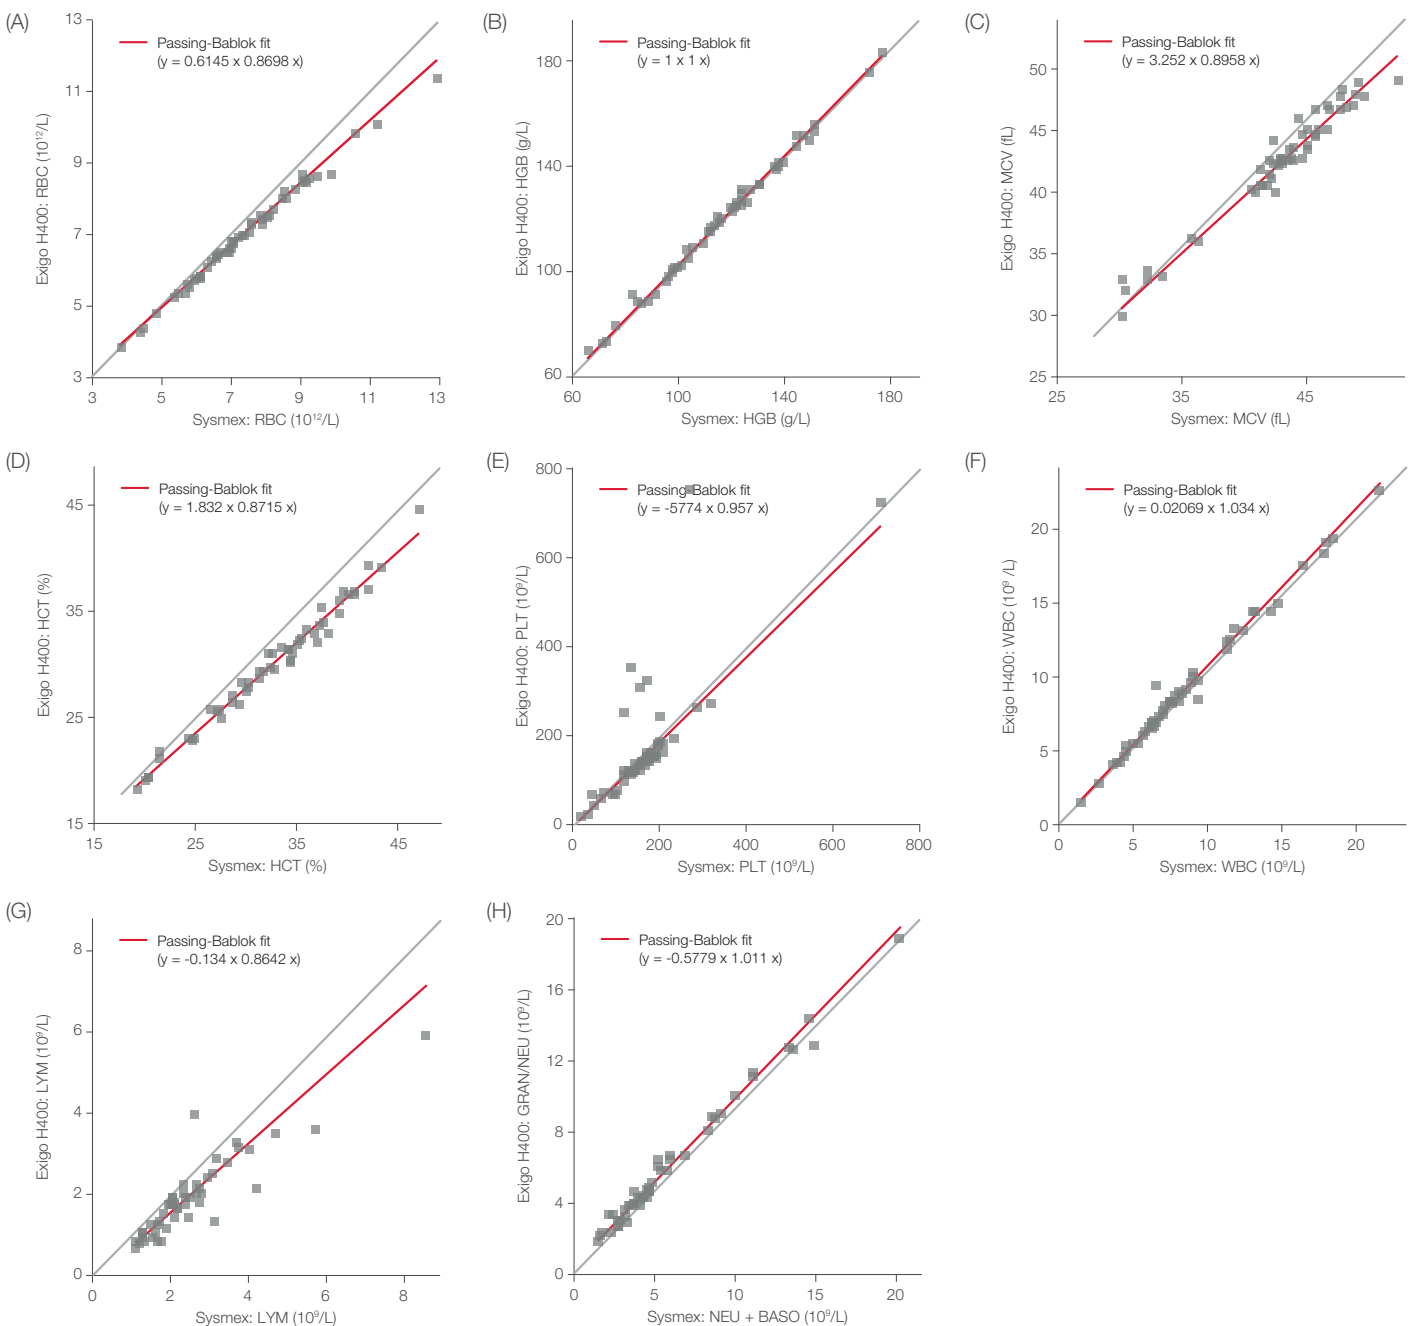 (A)
13
11
9
7
5
3
Exigo H400: RBC (10¹²/L)
Passing-Bablok fit
(y = 0.6145 x 0.8698 x)
3 5 7 9 11 13
Sysmex: RBC (10¹²/L)
(B)
180
140
100
60
Exigo H400: HGB (g/L)
Passing-Bablok fit
(y = 1 x 1 x)
60 100 140 180
Sysmex: HGB (g/L)
(C)
50
45
40
35
30
25
Exigo H400: MCV (fL)
Passing-Bablok fit
(y = 3.252 x 0.8958 x)
25 35 45
Sysmex: MCV (fL)
(D)
45
35
25
15
Exigo H400: HCT (%)
Passing-Bablok fit
(y = 1.832 x 0.8715 x)
15 25 35 45
Sysmex: HCT (%)
(E)
800
600
400
200
0
Exigo H400: PLT (10⁹/L)
Passing-Bablok fit
(y = -5774 x 0.957 x)
0 200 400 600 800
Sysmex: PLT (10⁹/L)
(F)
20
15
10
5
0
Exigo H400: WBC (10⁹ /L)
Passing-Bablok fit
(y = 0.02069 x 1.034 x)
0 5 10 15 20
Sysmex: WBC (10⁹/L)
(G)
8
6
4
2
0
Exigo H400: LYM (10⁹/L)
Passing-Bablok fit
(y = -0.134 x 0.8642 x)
0 2 4 6 8
Sysmex: LYM (10⁹/L)
(H)
20
16
12
8
4
0
Exigo H400: GRAN/NEU (10⁹/L)
Passing-Bablok fit
(y = -0.5779 x 1.011 x)
0 5 10 15 20
Sysmex: NEU + BASO (10⁹/L)